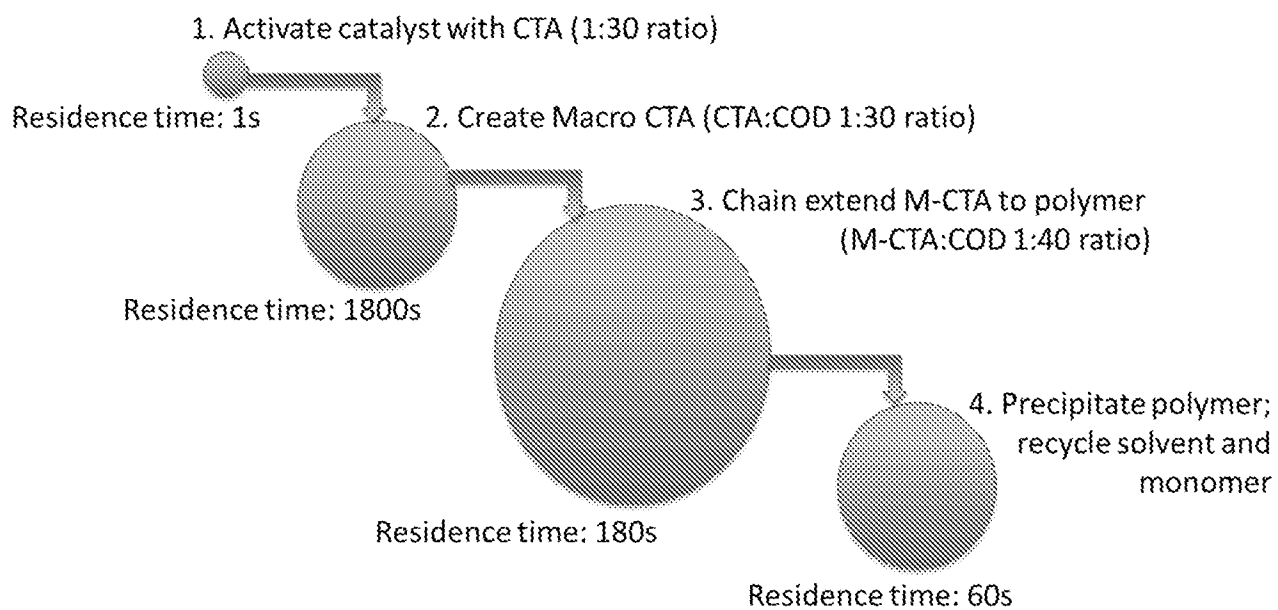 1. Activate catalyst with CTA (1:30 ratio)
Residence time: 1s
2. Create Macro CTA (CTA:COD 1:30 ratio)
Residence time: 1800s
3. Chain extend M-CTA to polymer
(M-CTA:COD 1:40 ratio)
Residence time: 180s
4. Precipitate polymer;
recycle solvent and
monomer
Residence time: 60s